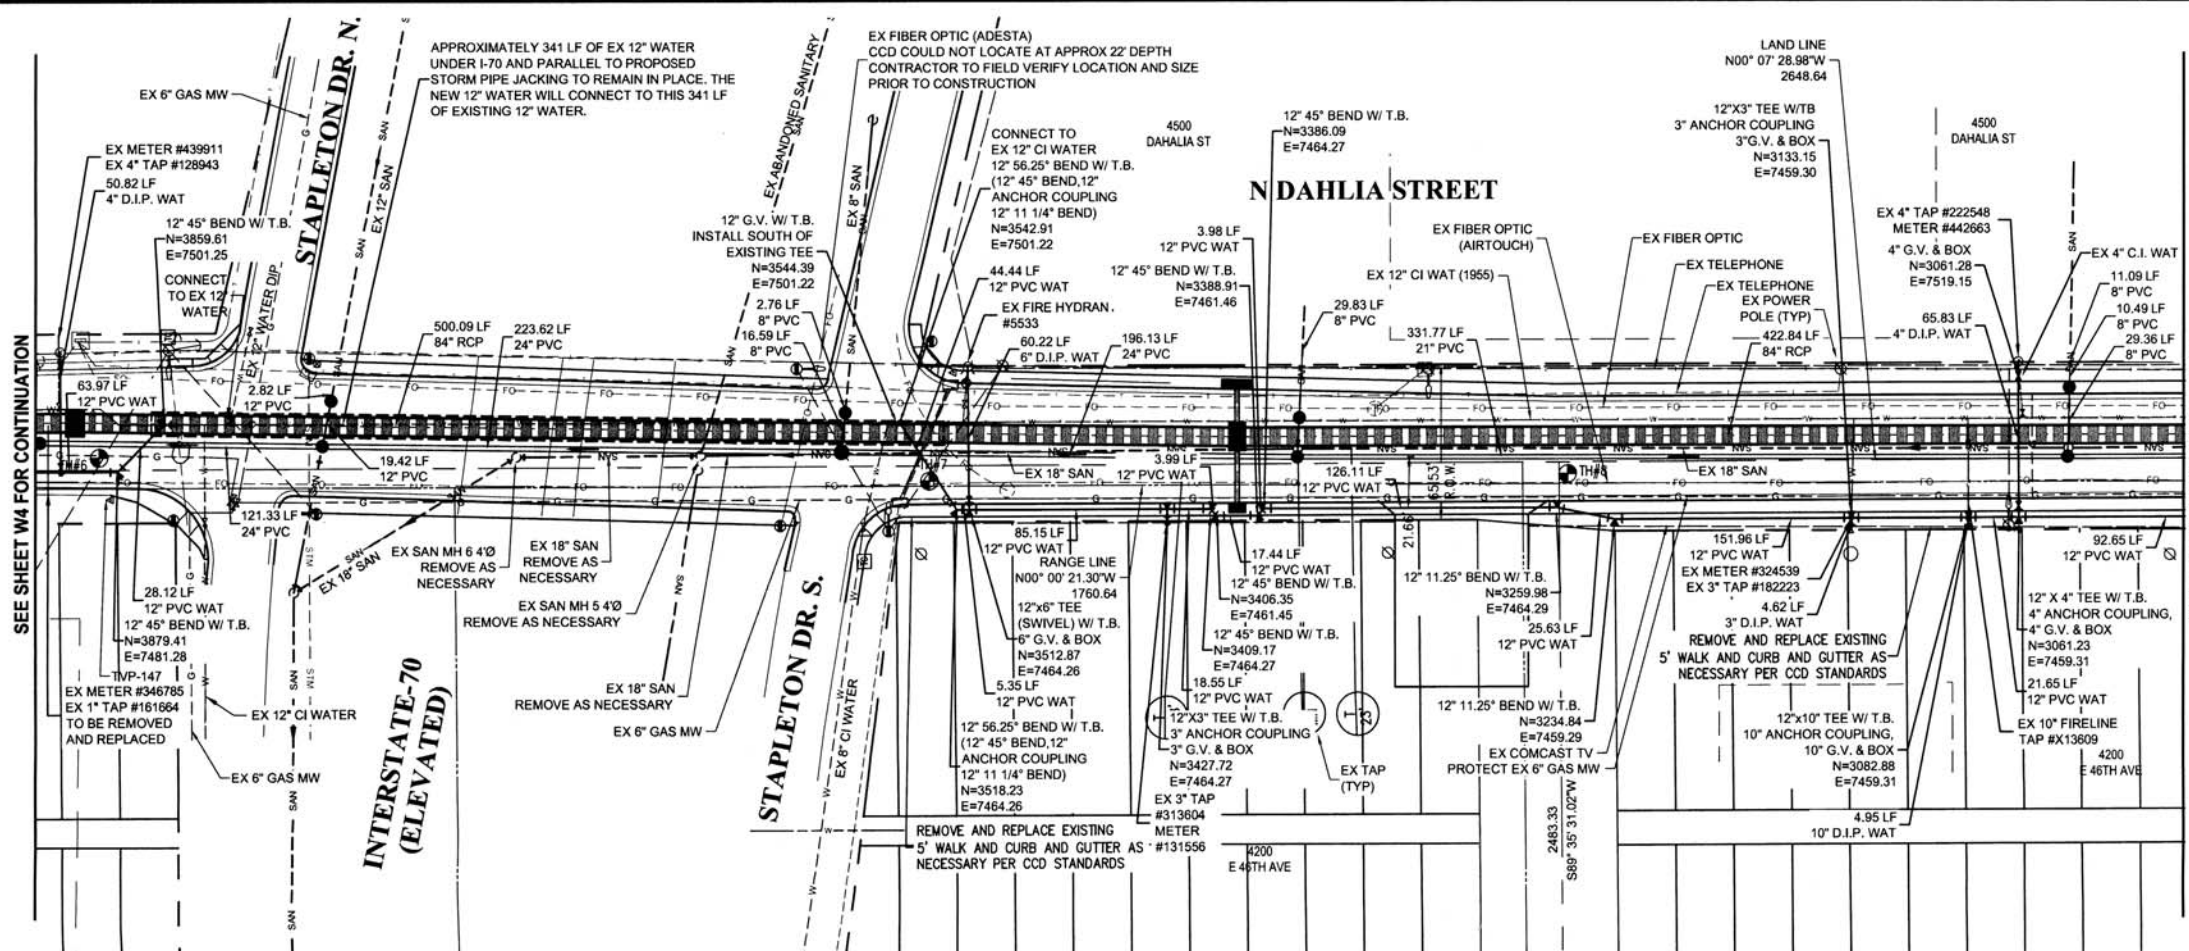 SEE SHEET W4 FOR CONTINUATION
EX 6" GAS MW
STAPLETON DR. N.
APPROXIMATELY 341 LF OF EX 12" WATER
UNDER I-70 AND PARALLEL TO PROPOSED
STORM PIPE JACKING TO REMAIN IN PLACE. THE
NEW 12" WATER WILL CONNECT TO THIS 341 LF
OF EXISTING 12" WATER.
EX METER #439911
EX 4" TAP #128943
50.82 LF
4" D.I.P. WAT
12" 45° BEND W/ T.B.
N=3859.61
E=7501.25
CONNECT
TO EX 12"
WATER
EX 12" WATER DIP
EX 12" SAN
EX ABANDONED SANITARY
EX 8" SAN
EX FIBER OPTIC (ADESTA)
CCD COULD NOT LOCATE AT APPROX 22' DEPTH
CONTRACTOR TO FIELD VERIFY LOCATION AND SIZE
PRIOR TO CONSTRUCTION
12" G.V. W/ T.B.
INSTALL SOUTH OF
EXISTING TEE
N=3544.39
E=7501.22
2.76 LF
8" PVC
16.59 LF
8" PVC
CONNECT TO
EX 12" CI WATER
12" 56.25° BEND W/ T.B.
(12" 45° BEND,12"
ANCHOR COUPLING
12" 11 1/4° BEND)
N=3542.91
E=7501.22
44.44 LF
12" PVC WAT
EX FIRE HYDRAN
#5533
60.22 LF
6" D.I.P. WAT
196.13 LF
24" PVC
4500
DAHALIA ST
12" 45° BEND W/ T.B.
N=3386.09
E=7464.27
N DAHLIA STREET
3.98 LF
12" PVC WAT
12" 45° BEND W/ T.B.
N=3388.91
E=7461.46
29.83 LF
8" PVC
EX 12" CI WAT (1955)
EX FIBER OPTIC
(AIRTOUCH)
331.77 LF
21" PVC
LAND LINE
N00° 07' 28.98"W
2648.64
12"X3" TEE W/TB
3" ANCHOR COUPLING
3"G.V. & BOX
N=3133.15
E=7459.30
EX FIBER OPTIC
EX TELEPHONE
EX TELEPHONE
EX POWER
POLE (TYP)
422.84 LF
84" RCP
4500
DAHALIA ST
EX 4" TAP #222548
METER #442663
4" G.V. & BOX
N=3061.28
E=7519.15
65.83 LF
4" D.I.P. WAT
EX 4" C.I. WAT
11.09 LF
8" PVC
10.49 LF
8" PVC
29.36 LF
8" PVC
63.97 LF
12" PVC WAT
2.82 LF
12" PVC
500.09 LF
84" RCP
223.62 LF
24" PVC
TH#6
19.42 LF
12" PVC
121.33 LF
24" PVC
EX 18" SAN
3.99 LF
12" PVC WAT
126.11 LF
12" PVC WAT
65.53'
R.O.W.
21.66'
TH#8
EX 18" SAN
28.12 LF
12" PVC WAT
12" 45° BEND W/ T.B.
N=3879.41
E=7481.28
TVP-147
EX METER #346785
EX 1" TAP #161664
TO BE REMOVED
AND REPLACED
EX 12" CI WATER
EX 6" GAS MW
EX 18" SAN
EX SAN MH 6 4'Ø
REMOVE AS
NECESSARY
EX 18" SAN
REMOVE AS
NECESSARY
EX SAN MH 5 4'Ø
REMOVE AS NECESSARY
EX 18" SAN
REMOVE AS NECESSARY
EX 6" GAS MW
INTERSTATE-70
(ELEVATED)
STAPLETON DR. S.
EX 8" CI WATER
85.15 LF
12" PVC WAT
RANGE LINE
N00° 00' 21.30"W
1760.64
12"x6" TEE
(SWIVEL) W/ T.B.
6" G.V. & BOX
N=3512.87
E=7464.26
5.35 LF
12" PVC WAT
12" 56.25° BEND W/ T.B.
(12" 45° BEND,12"
ANCHOR COUPLING
12" 11 1/4° BEND)
N=3518.23
E=7464.26
REMOVE AND REPLACE EXISTING
5' WALK AND CURB AND GUTTER AS
NECESSARY PER CCD STANDARDS
17.44 LF
12" PVC WAT
12" 45° BEND W/ T.B.
N=3406.35
E=7461.45
12" 45° BEND W/ T.B.
N=3409.17
E=7464.27
18.55 LF
12" PVC WAT
12"X3" TEE W/ T.B.
3" ANCHOR COUPLING
3" G.V. & BOX
N=3427.72
E=7464.27
EX 3" TAP
#313604
METER
#131556
4200
E 46TH AVE
EX TAP
(TYP)
12" 11.25° BEND W/ T.B.
N=3259.98
E=7464.29
25.63 LF
12" PVC WAT
12" 11.25° BEND W/ T.B.
N=3234.84
E=7459.29
EX COMCAST TV
PROTECT EX 6" GAS MW
2483.33
S89° 35' 31.02"W
151.96 LF
12" PVC WAT
EX METER #324539
EX 3" TAP #182223
4.62 LF
3" D.I.P. WAT
REMOVE AND REPLACE EXISTING
5' WALK AND CURB AND GUTTER AS
NECESSARY PER CCD STANDARDS
12"x10" TEE W/ T.B.
10" ANCHOR COUPLING,
10" G.V. & BOX
N=3082.88
E=7459.31
4.95 LF
10" D.I.P. WAT
92.65 LF
12" PVC WAT
12" X 4" TEE W/ T.B.
4" ANCHOR COUPLING,
4" G.V. & BOX
N=3061.23
E=7459.31
21.65 LF
12" PVC WAT
EX 10" FIRELINE
TAP #X13609
4200
E 46TH AVE